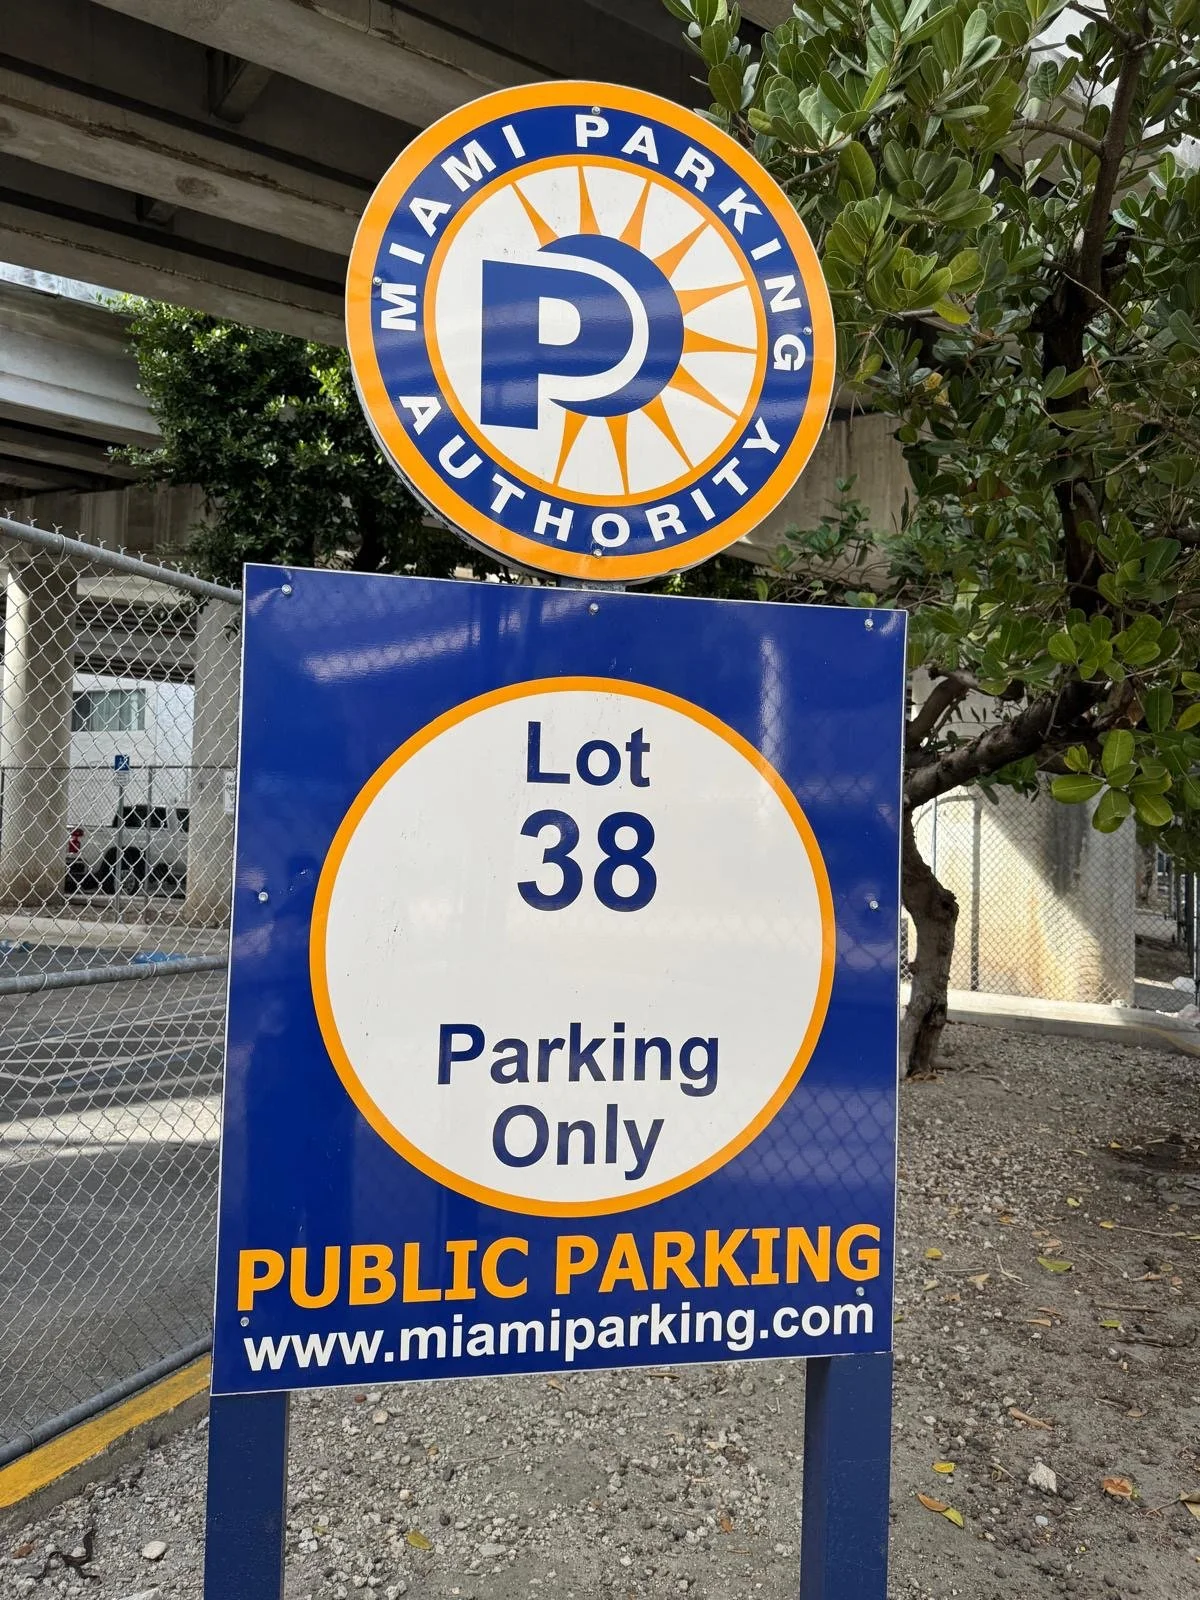 MIAMI PARKING
AUTHORITY
P
Lot
38
Parking
Only
PUBLIC PARKING
www.miamiparking.com